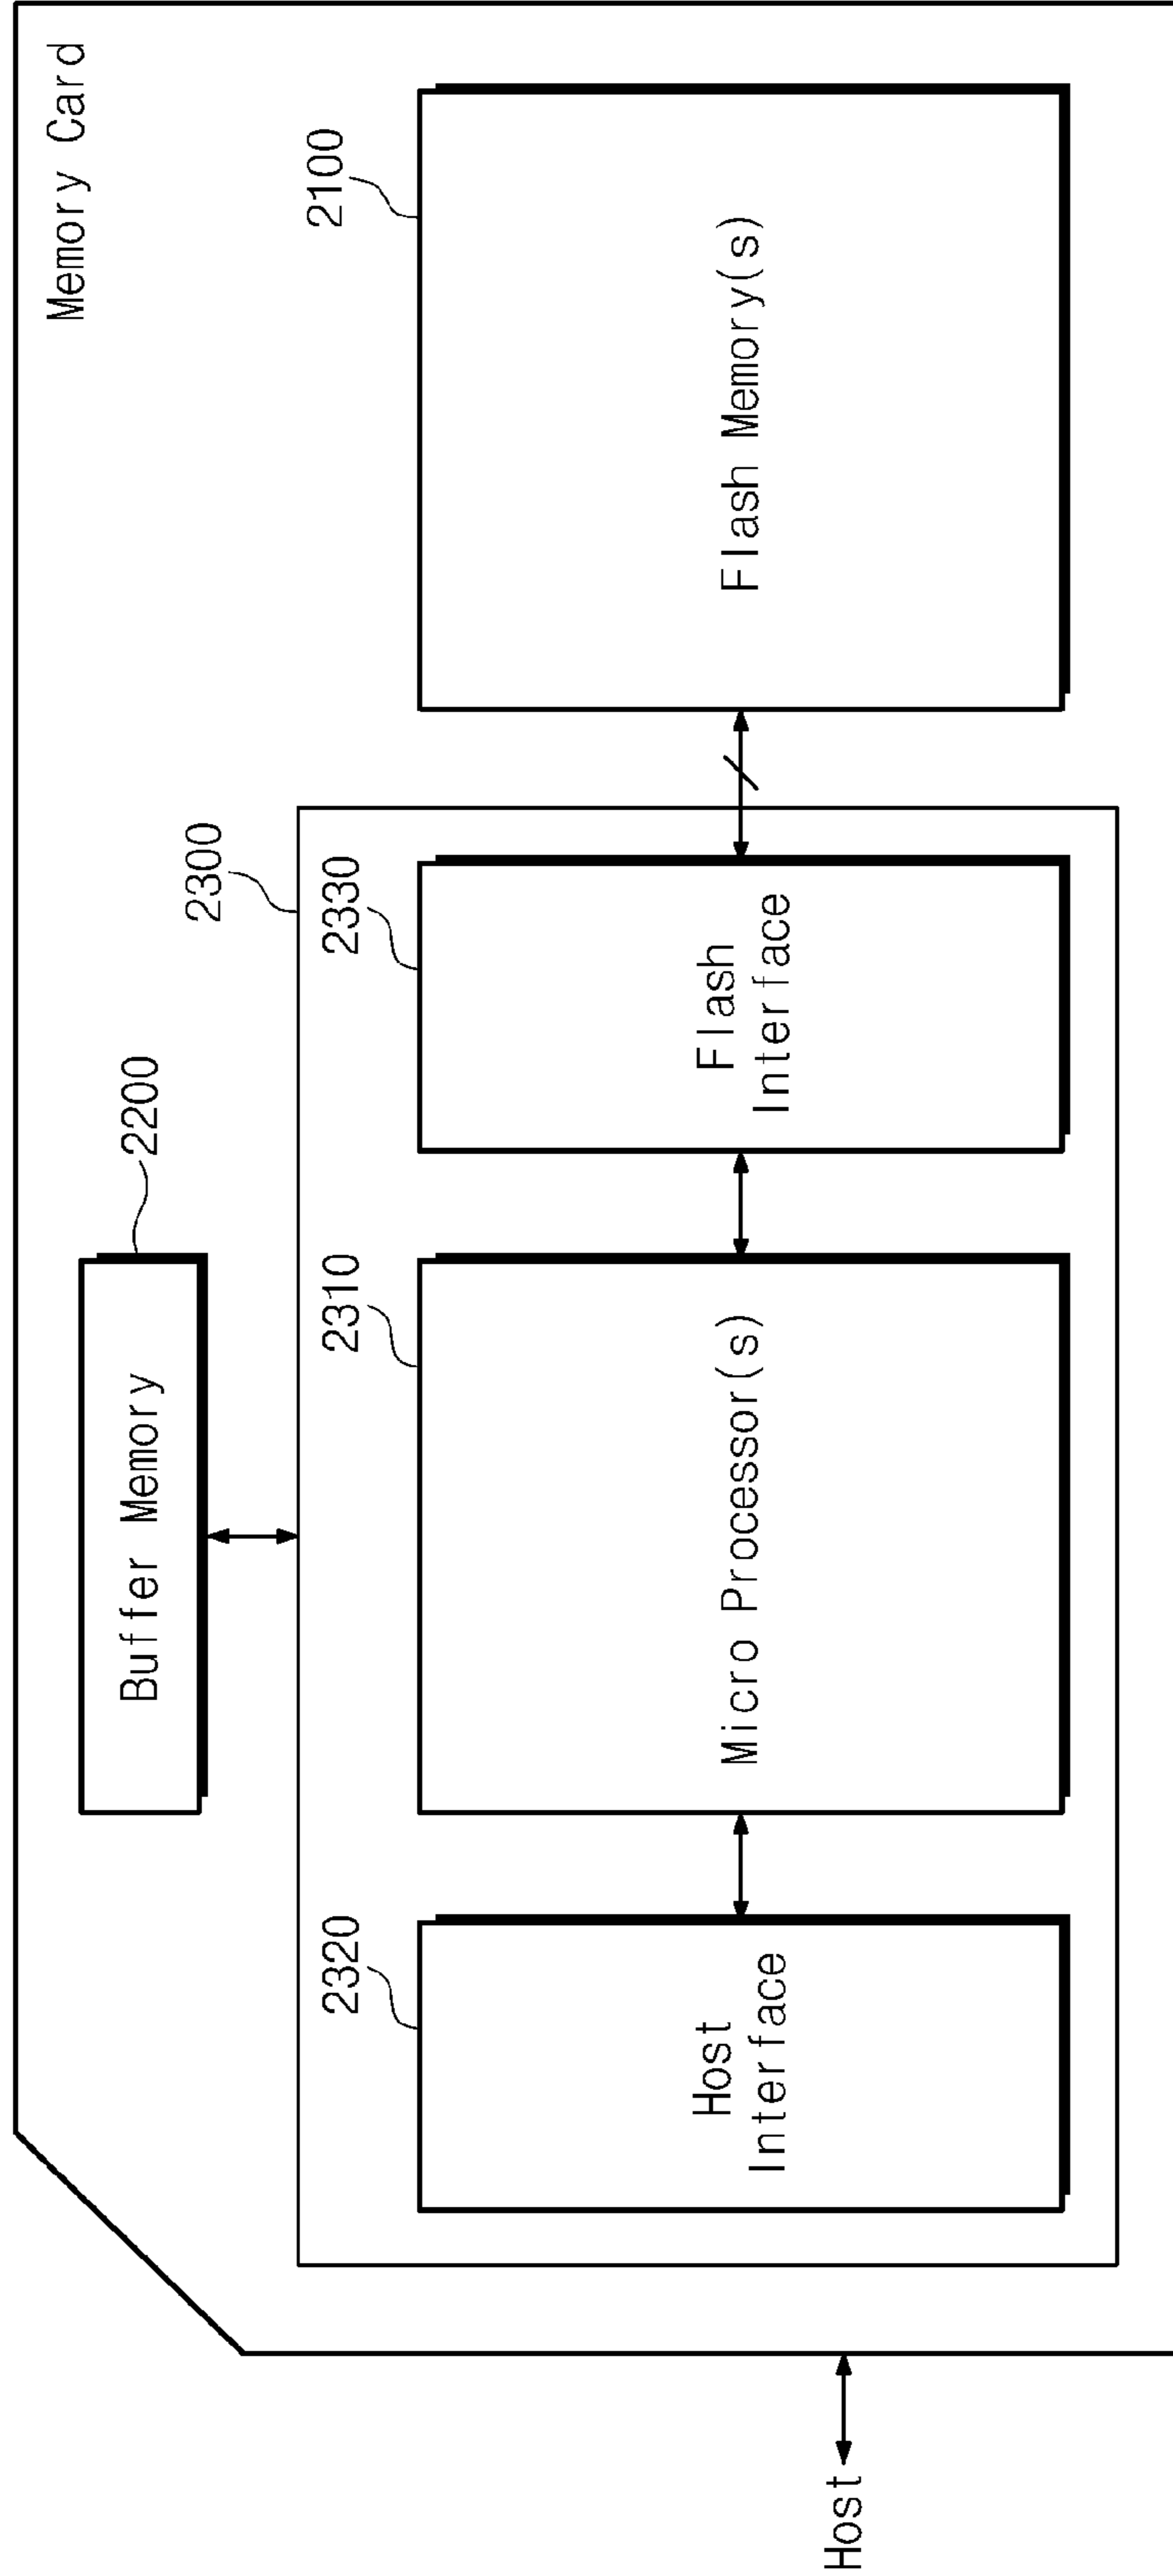 Memory Card
2200
Buffer Memory
2300
2320
2310
2330
2100
Host
Interface
Micro Processor(s)
Flash
Interface
Flash Memory(s)
Host